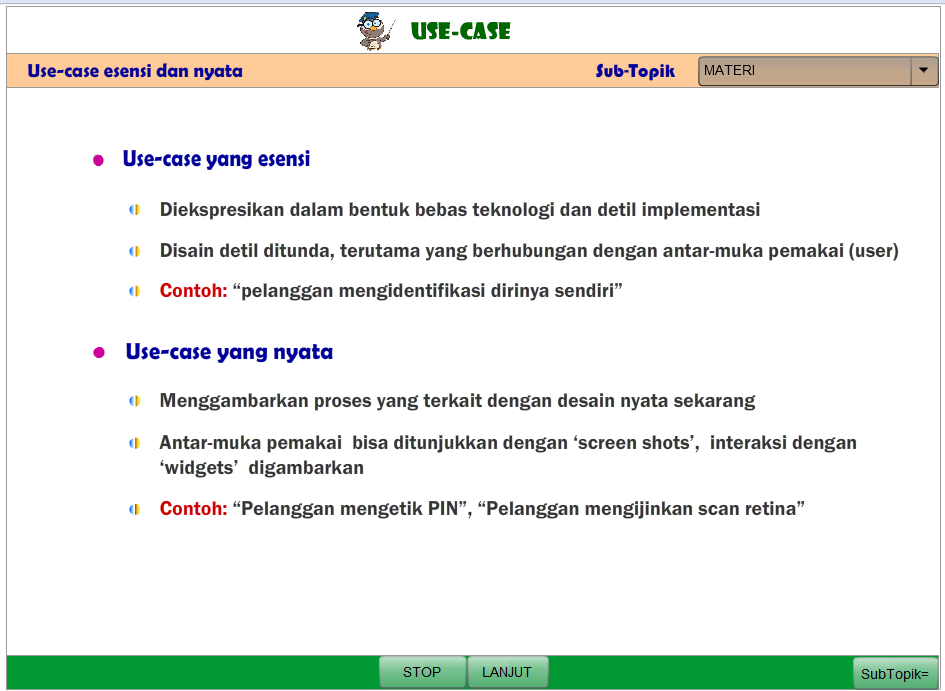 USE-CASE
Use-case esensi dan nyata
Sub-Topik
MATERI
Use-case yang esensi
Diekspresikan dalam bentuk bebas teknologi dan detil implementasi
Disain detil ditunda, terutama yang berhubungan dengan antar-muka pemakai (user)
Contoh: “pelanggan mengidentifikasi dirinya sendiri”
Use-case yang nyata
Menggambarkan proses yang terkait dengan desain nyata sekarang
Antar-muka pemakai bisa ditunjukkan dengan ‘screen shots’, interaksi dengan
‘widgets’ digambarkan
Contoh: “Pelanggan mengetik PIN”, “Pelanggan mengijinkan scan retina”
STOP
LANJUT
SubTopik=